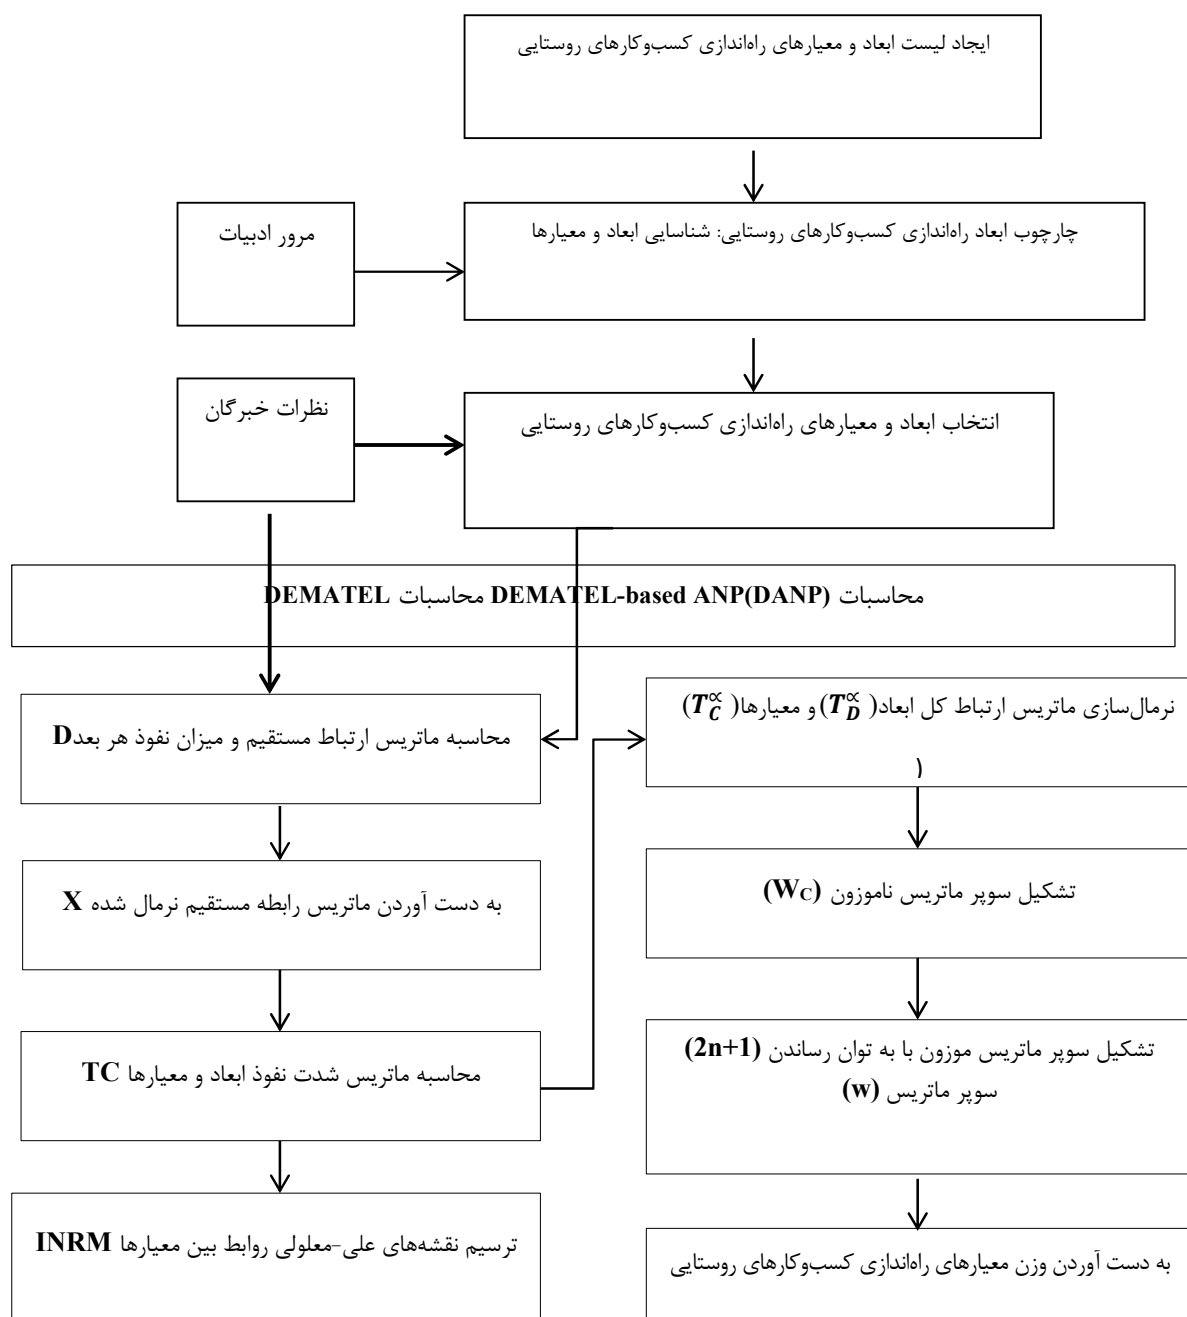 ایجاد لیست ابعاد و معیارهای راه‌اندازی کسب‌وکارهای روستایی
چارچوب ابعاد راه‌اندازی کسب‌وکارهای روستایی: شناسایی ابعاد و معیارها
مرور ادبیات
انتخاب ابعاد و معیارهای راه‌اندازی کسب‌وکارهای روستایی
نظرات خبرگان
محاسبات DEMATEL-based ANP(DANP) محاسبات DEMATEL
نرمال‌سازی ماتریس ارتباط کل ابعاد( T_D^∝) و معیارها( T_C^∝)
(
محاسبه ماتریس ارتباط مستقیم و میزان نفوذ هر بعدD
تشکیل سوپر ماتریس ناموزون (WC)
به دست آوردن ماتریس رابطه مستقیم نرمال شده X
تشکیل سوپر ماتریس موزون با به توان رساندن (2n+1)
سوپر ماتریس (w)
محاسبه ماتریس شدت نفوذ ابعاد و معیارها TC
به دست آوردن وزن معیارهای راه‌اندازی کسب‌وکارهای روستایی
ترسیم نقشه‌های علی-معلولی روابط بین معیارها INRM